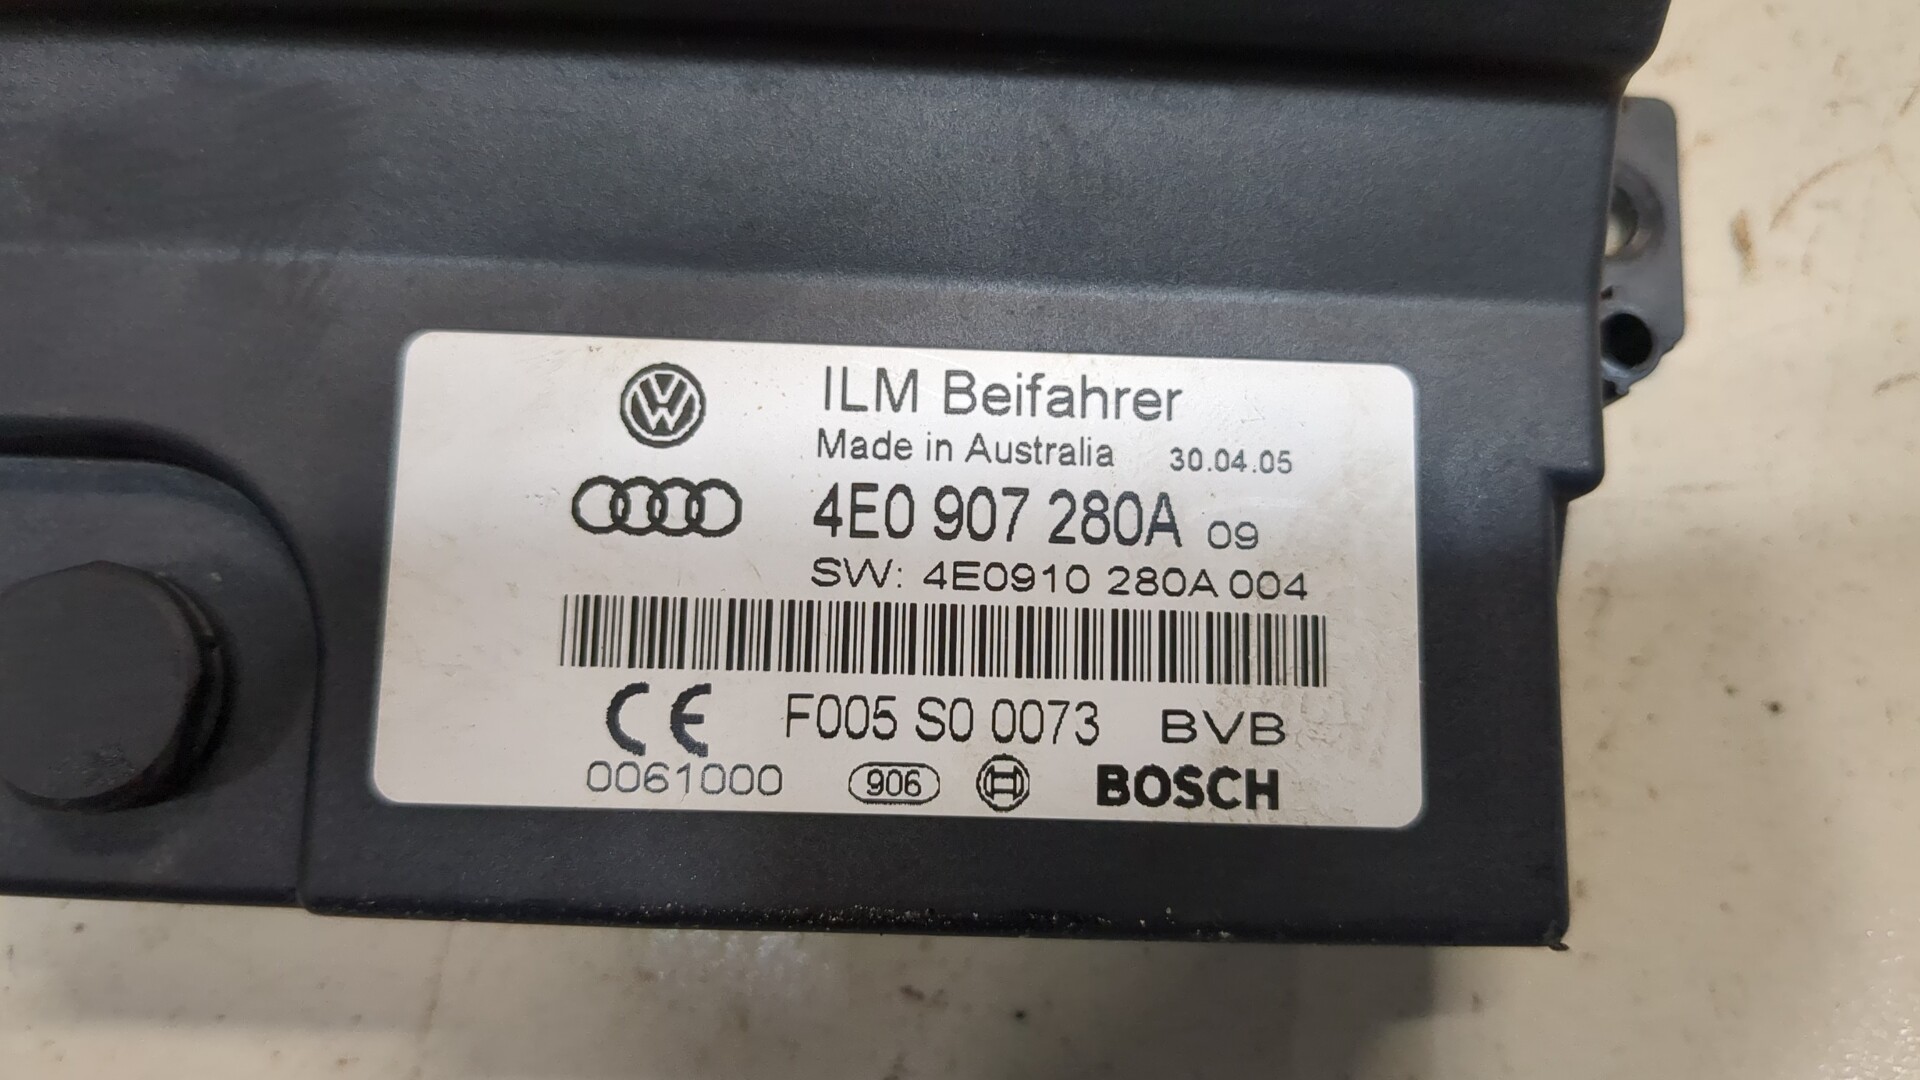 ILM Beifahrer
Made in Australia 30.04.05
4E0 907 280A 09
SW: 4E0910 280A 004
CE F005 S0 0073 BVB
0061000 906 BOSCH